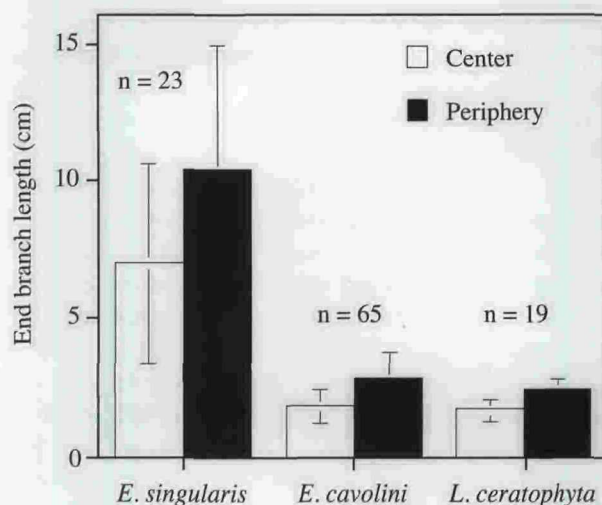 15
10
5
0
End branch length (cm)
n = 23
Center
Periphery
n = 65
n = 19
E. singularis
E. cavolini
L. ceratophyta